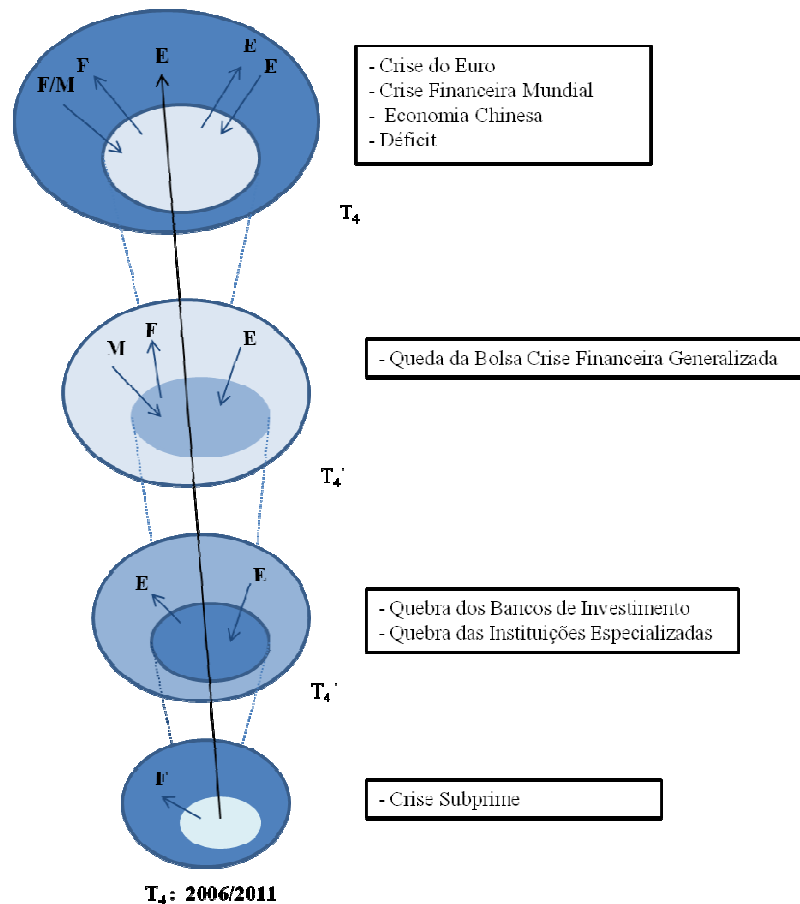 E
E
F
E
F/M
- Crise do Euro
- Crise Financeira Mundial
- Economia Chinesa
- Déficit
T4
F
M
E
- Queda da Bolsa Crise Financeira Generalizada
T4'
E
E
- Quebra dos Bancos de Investimento
- Quebra das Instituições Especializadas
T4'
F
- Crise Subprime
T4: 2006/2011